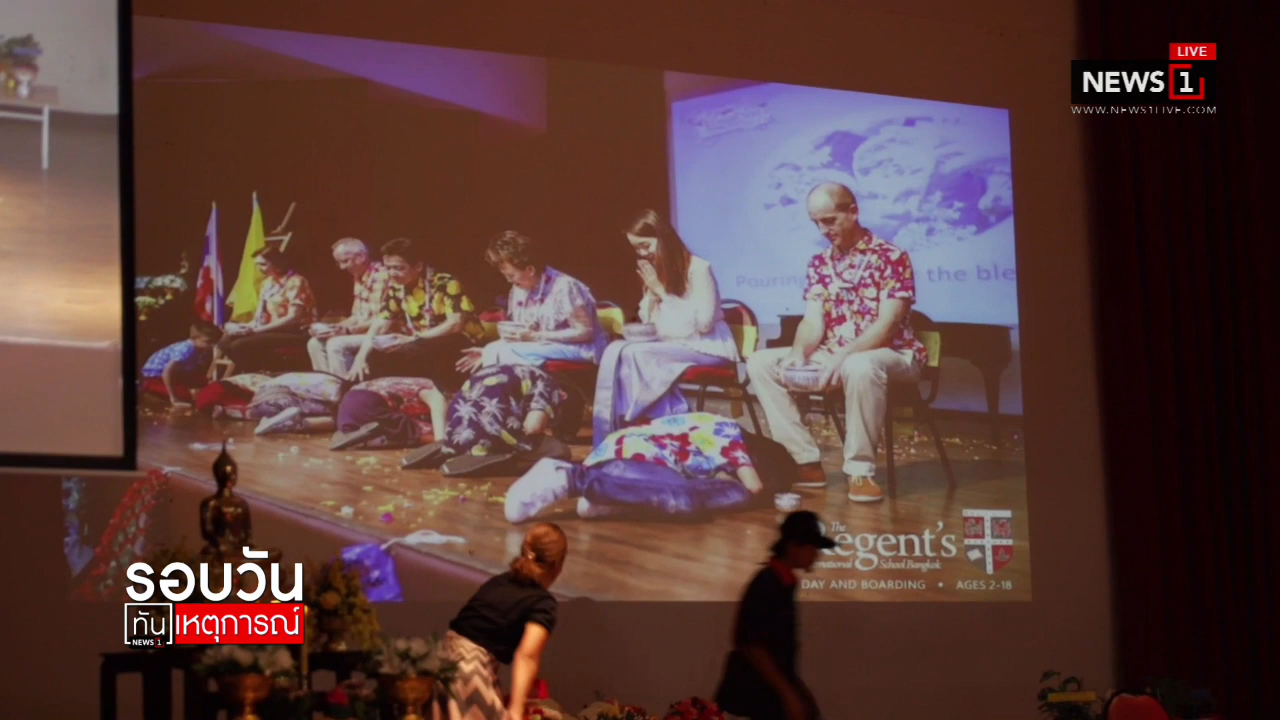 LIVE
NEWS 1
WWW.NEWS1LIVE.COM
Pouring the ble
The
Regent's
School Bangkok
DAY AND BOARDING • AGES 2-18
รอบวัน
ทัน เหตุการณ์
NEWS 1